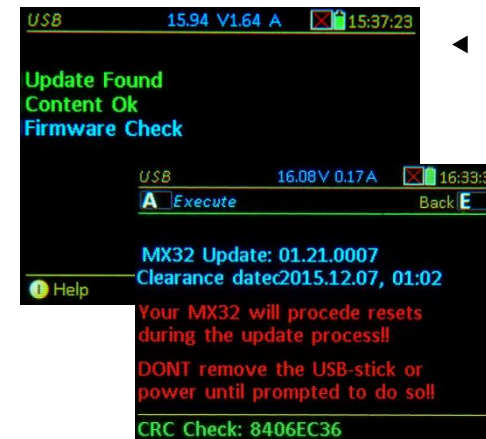 USB 15.94 V1.64 A 15:37:23
Update Found
Content Ok
Firmware Check
Help
USB 16.08V 0.17A 16:33:3
A Execute Back E
MX32 Update: 01.21.0007
Clearance datec2015.12.07, 01:02
Your MX32 will procede resets
during the update process!!
DONT remove the USB-stick or
power until prompted to do so!!
CRC Check: 8406EC36